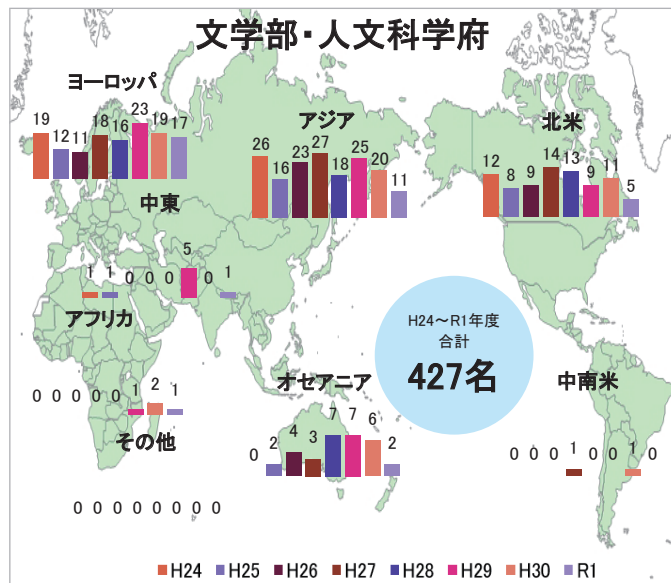 文学部・人文科学府
ヨーロッパ
19 12 11 18 16 23 19 17
アジア
26 16 23 27 18 25 20 11
北米
12 8 9 14 13 9 11 5
中東
1 1 0 0 0 5 0 1
アフリカ
0 0 0 0 0 1 2 1
その他
0 0 0 0 0 0 0 0
オセアニア
0 2 4 3 7 7 6 2
H24～R1年度
合計
427名
中南米
0 0 0 1 0 0 1 0
H24 H25 H26 H27 H28 H29 H30 R1